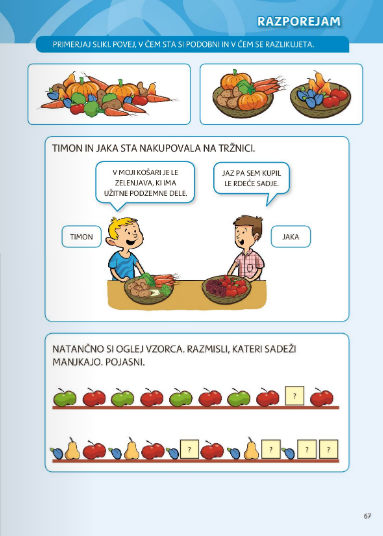 RAZPOREJAM
PRIMERJAJ SLIKI. POVEJ, V ČEM STA SI PODOBNI IN V ČEM SE RAZLIKUJETA.
TIMON IN JAKA STA NAKUPOVALA NA TRŽNICI.
V MOJI KOŠARI JE LE
ZELENJAVA, KI IMA
UŽITNE PODZEMNE DELE.
JAZ PA SEM KUPIL
LE RDEČE SADJE.
TIMON
JAKA
NATANČNO SI OGLEJ VZORCA. RAZMISLI, KATERI SADEŽI
MANJKAJO. POJASNI.
?
? ? ? ?
67